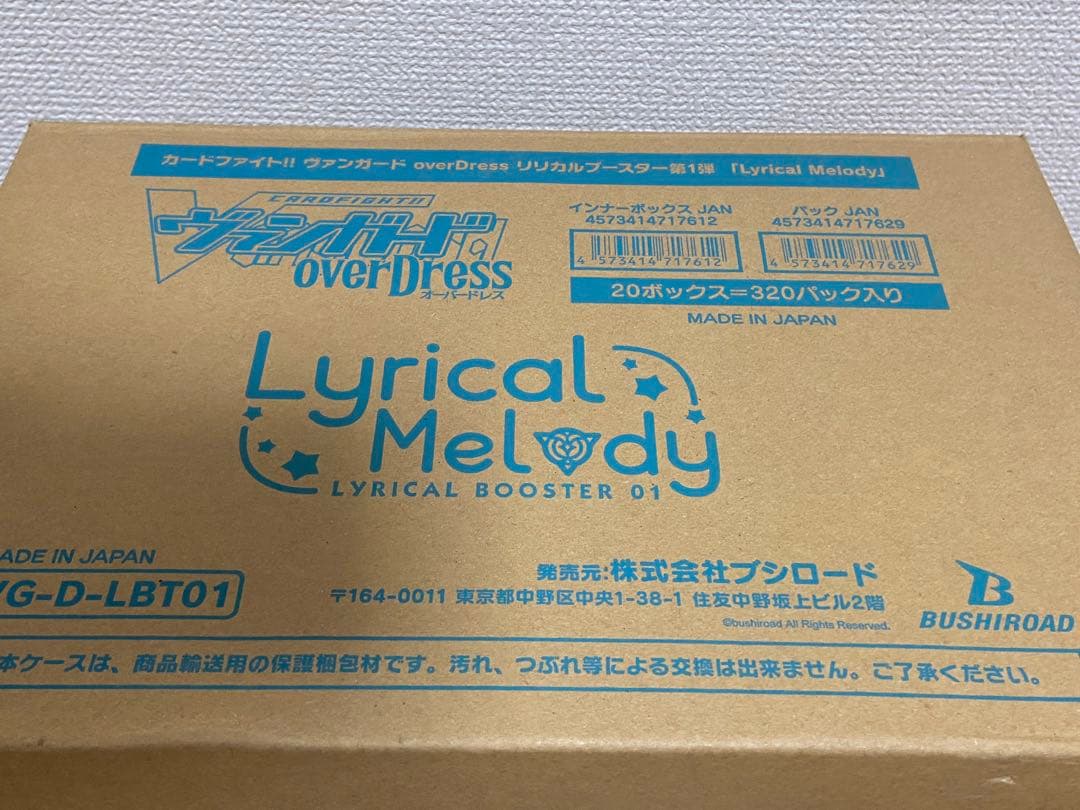 カードファイト!! ヴァンガード overDress リリカルブースター第1弾 「Lyrical Melody」
CARDFIGHT!!
ヴァンガード
overDress
オーバードレス
インナーボックス JAN
4573414717612
4 573414 717612
パック JAN
4573414717629
4 573414 717629
20ボックス=320パック入り
MADE IN JAPAN
Lyrical
Melody
LYRICAL BOOSTER 01
ADE IN JAPAN
VG-D-LBT01
発売元:株式会社ブシロード
〒164-0011 東京都中野区中央1-38-1 住友中野坂上ビル2階
©bushiroad All Rights Reserved.
BUSHIROAD
本ケースは、商品輸送用の保護梱包材です。汚れ、つぶれ等による交換は出来ません。ご了承ください。